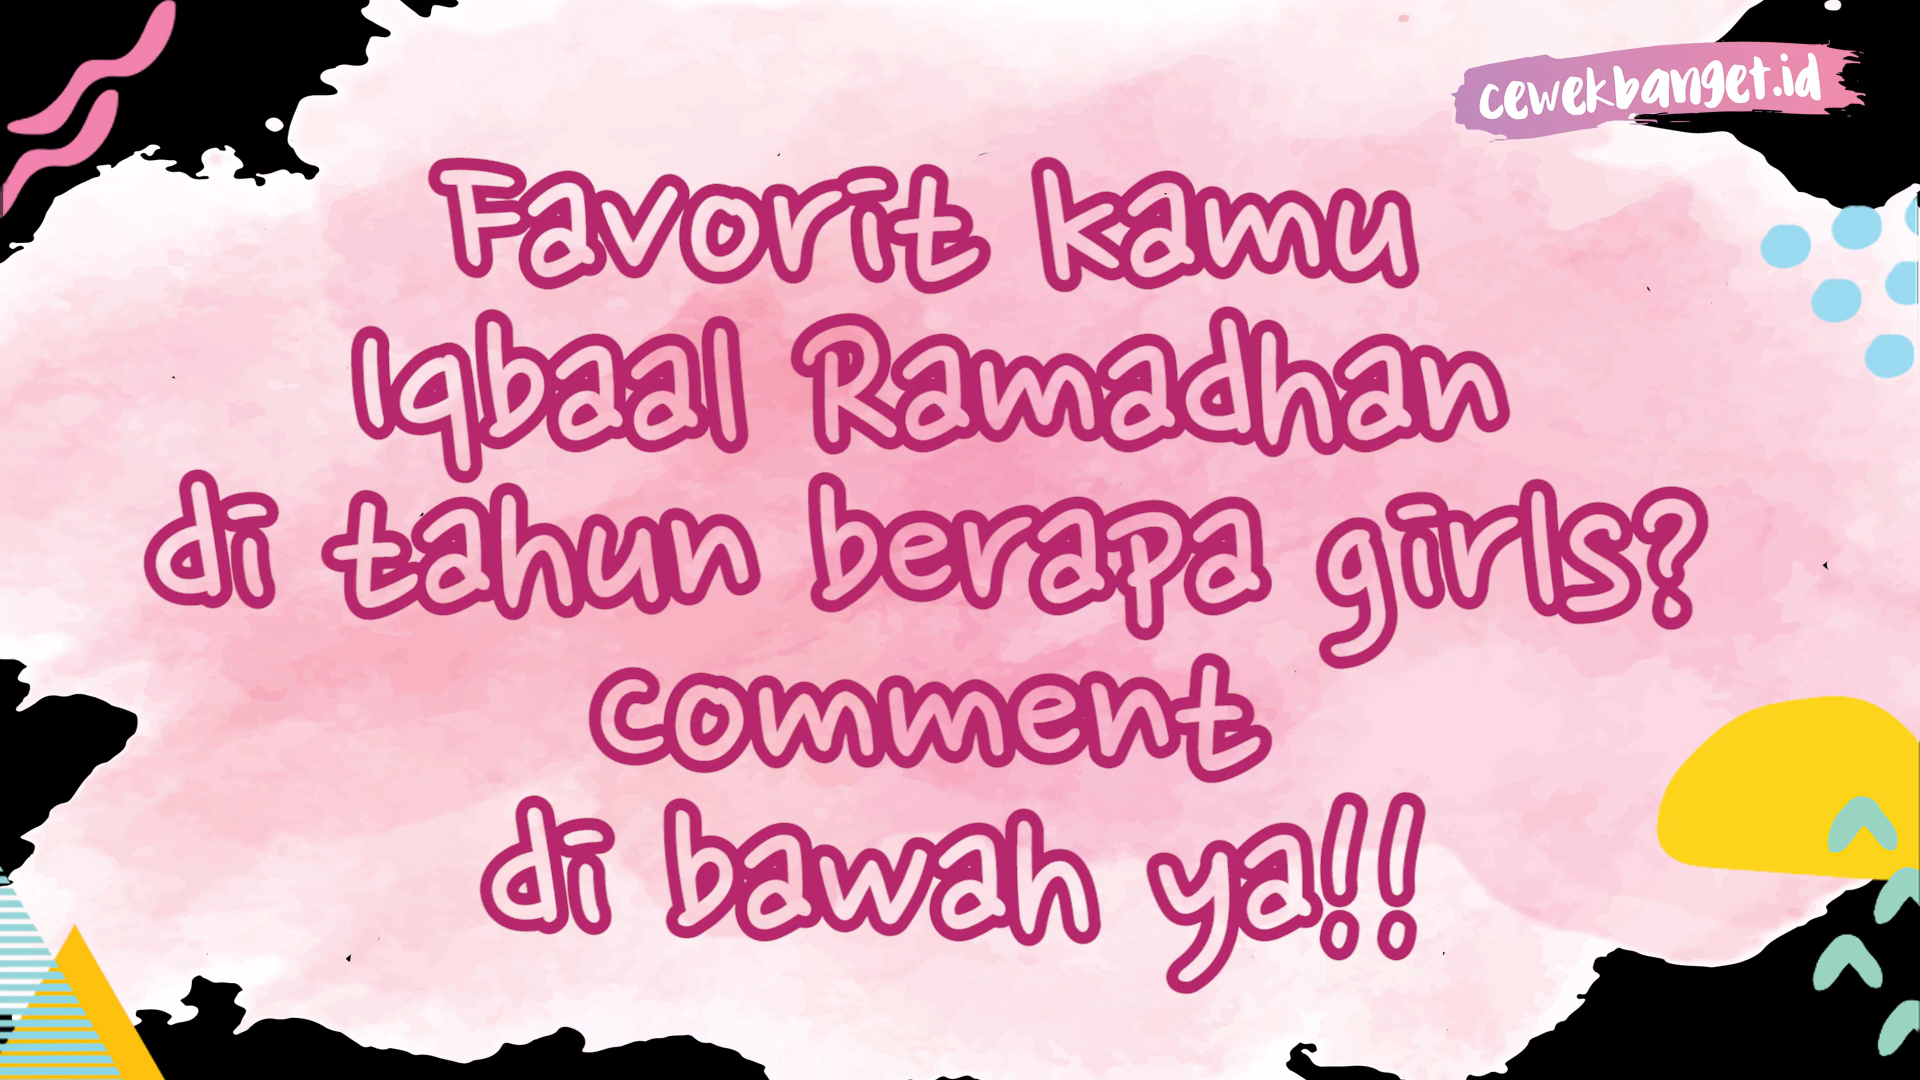 cewekbanget.id
Favorit kamu
Iqbaal Ramadhan
di tahun berapa girls?
comment
di bawah ya!!